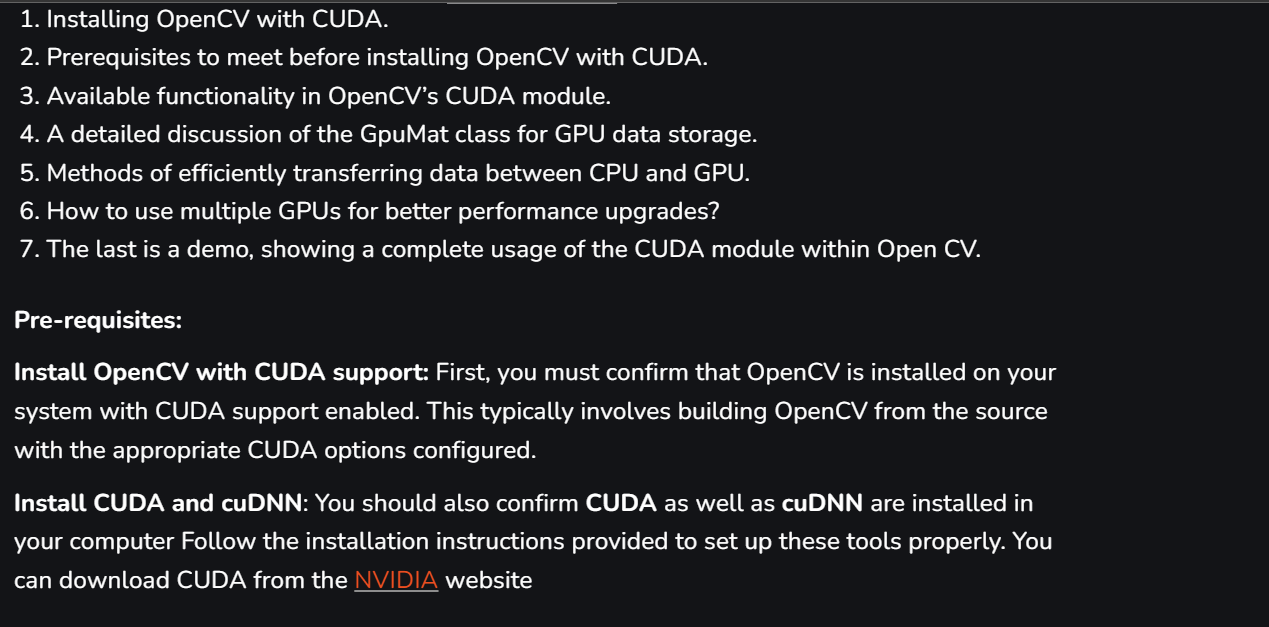 1. Installing OpenCV with CUDA.
2. Prerequisites to meet before installing OpenCV with CUDA.
3. Available functionality in OpenCV’s CUDA module.
4. A detailed discussion of the GpuMat class for GPU data storage.
5. Methods of efficiently transferring data between CPU and GPU.
6. How to use multiple GPUs for better performance upgrades?
7. The last is a demo, showing a complete usage of the CUDA module within Open CV.
Pre-requisites:
Install OpenCV with CUDA support: First, you must confirm that OpenCV is installed on your
system with CUDA support enabled. This typically involves building OpenCV from the source
with the appropriate CUDA options configured.
Install CUDA and cuDNN: You should also confirm CUDA as well as cuDNN are installed in
your computer Follow the installation instructions provided to set up these tools properly. You
can download CUDA from the NVIDIA website